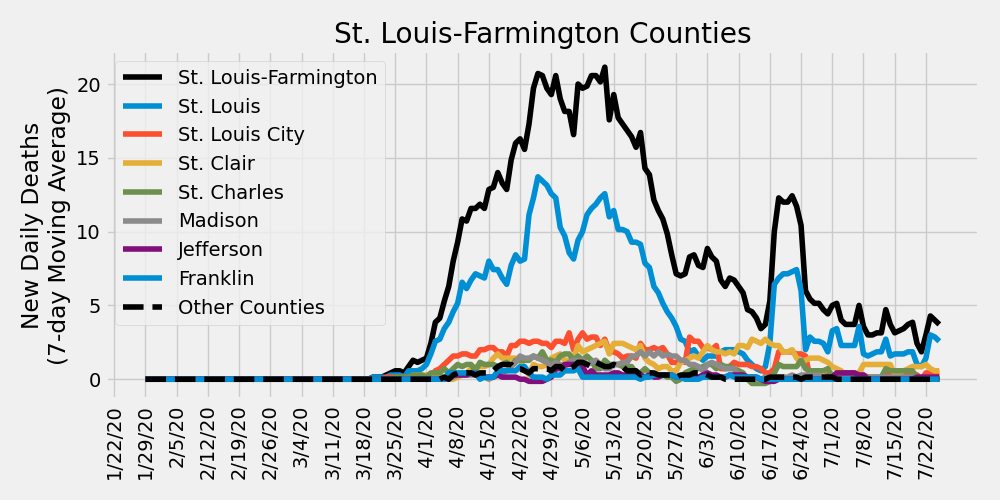 St. Louis-Farmington Counties
New Daily Deaths
(7-day Moving Average)
20
15
10
5
0
St. Louis-Farmington
St. Louis
St. Louis City
St. Clair
St. Charles
Madison
Jefferson
Franklin
Other Counties
1/22/20
1/29/20
2/5/20
2/12/20
2/19/20
2/26/20
3/4/20
3/11/20
3/18/20
3/25/20
4/1/20
4/8/20
4/15/20
4/22/20
4/29/20
5/6/20
5/13/20
5/20/20
5/27/20
6/3/20
6/10/20
6/17/20
6/24/20
7/1/20
7/8/20
7/15/20
7/22/20